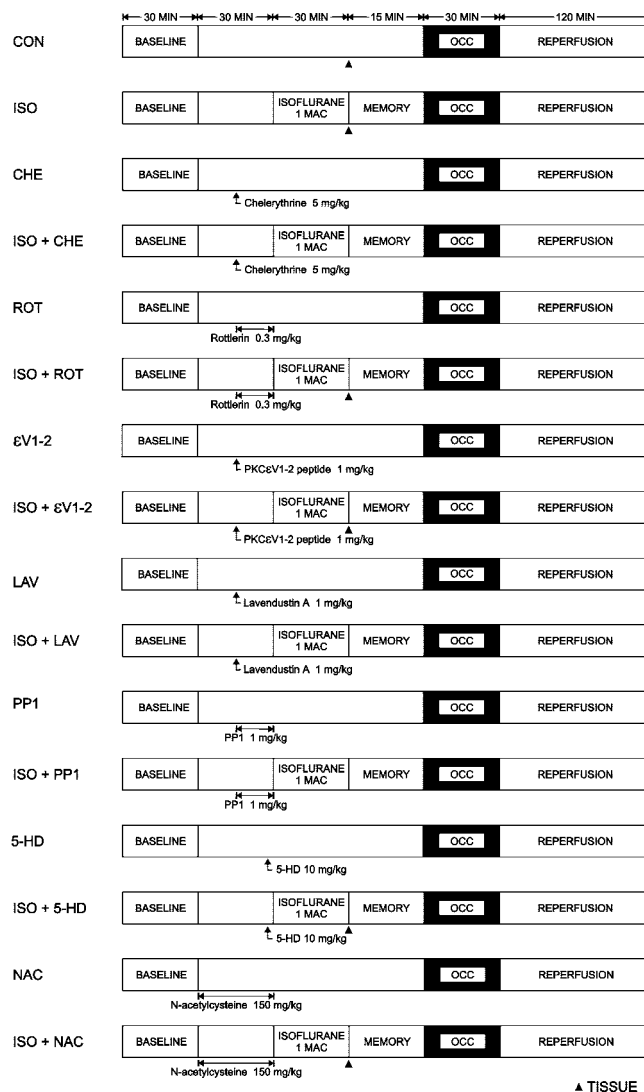 30 MIN 30 MIN 30 MIN 15 MIN 30 MIN 120 MIN
CON BASELINE OCC REPERFUSION
ISO BASELINE ISOFLURANE 1 MAC MEMORY OCC REPERFUSION
CHE BASELINE OCC REPERFUSION
Chelerythrine 5 mg/kg
ISO + CHE BASELINE ISOFLURANE 1 MAC MEMORY OCC REPERFUSION
Chelerythrine 5 mg/kg
ROT BASELINE OCC REPERFUSION
Rottlerin 0.3 mg/kg
ISO + ROT BASELINE ISOFLURANE 1 MAC MEMORY OCC REPERFUSION
Rottlerin 0.3 mg/kg
εV1-2 BASELINE OCC REPERFUSION
PKCεV1-2 peptide 1 mg/kg
ISO + εV1-2 BASELINE ISOFLURANE 1 MAC MEMORY OCC REPERFUSION
PKCεV1-2 peptide 1 mg/kg
LAV BASELINE OCC REPERFUSION
Lavendustin A 1 mg/kg
ISO + LAV BASELINE ISOFLURANE 1 MAC MEMORY OCC REPERFUSION
Lavendustin A 1 mg/kg
PP1 BASELINE OCC REPERFUSION
PP1 1 mg/kg
ISO + PP1 BASELINE ISOFLURANE 1 MAC MEMORY OCC REPERFUSION
PP1 1 mg/kg
5-HD BASELINE OCC REPERFUSION
5-HD 10 mg/kg
ISO + 5-HD BASELINE ISOFLURANE 1 MAC MEMORY OCC REPERFUSION
5-HD 10 mg/kg
NAC BASELINE OCC REPERFUSION
N-acetylcysteine 150 mg/kg
ISO + NAC BASELINE ISOFLURANE 1 MAC MEMORY OCC REPERFUSION
N-acetylcysteine 150 mg/kg
▲ TISSUE